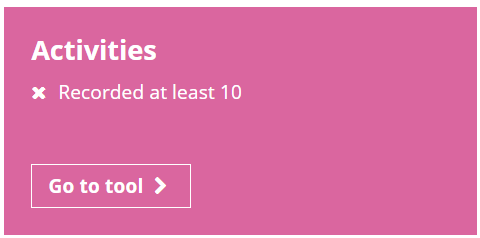 Activities
Recorded at least 10
Go to tool